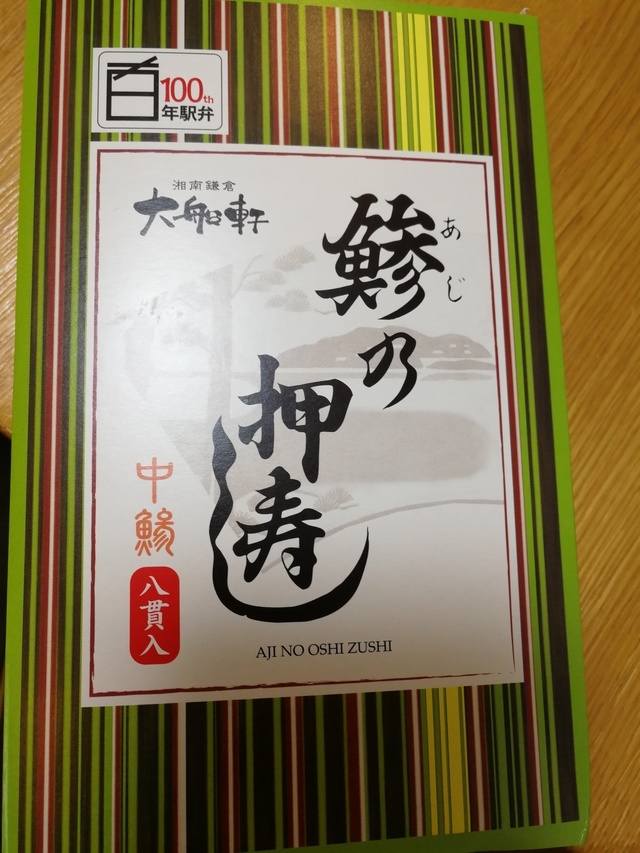 百
100th
年駅弁
湘南鎌倉
大船軒
鯵の
あじ
押寿し
中鯵
八貫入
AJI NO OSHI ZUSHI